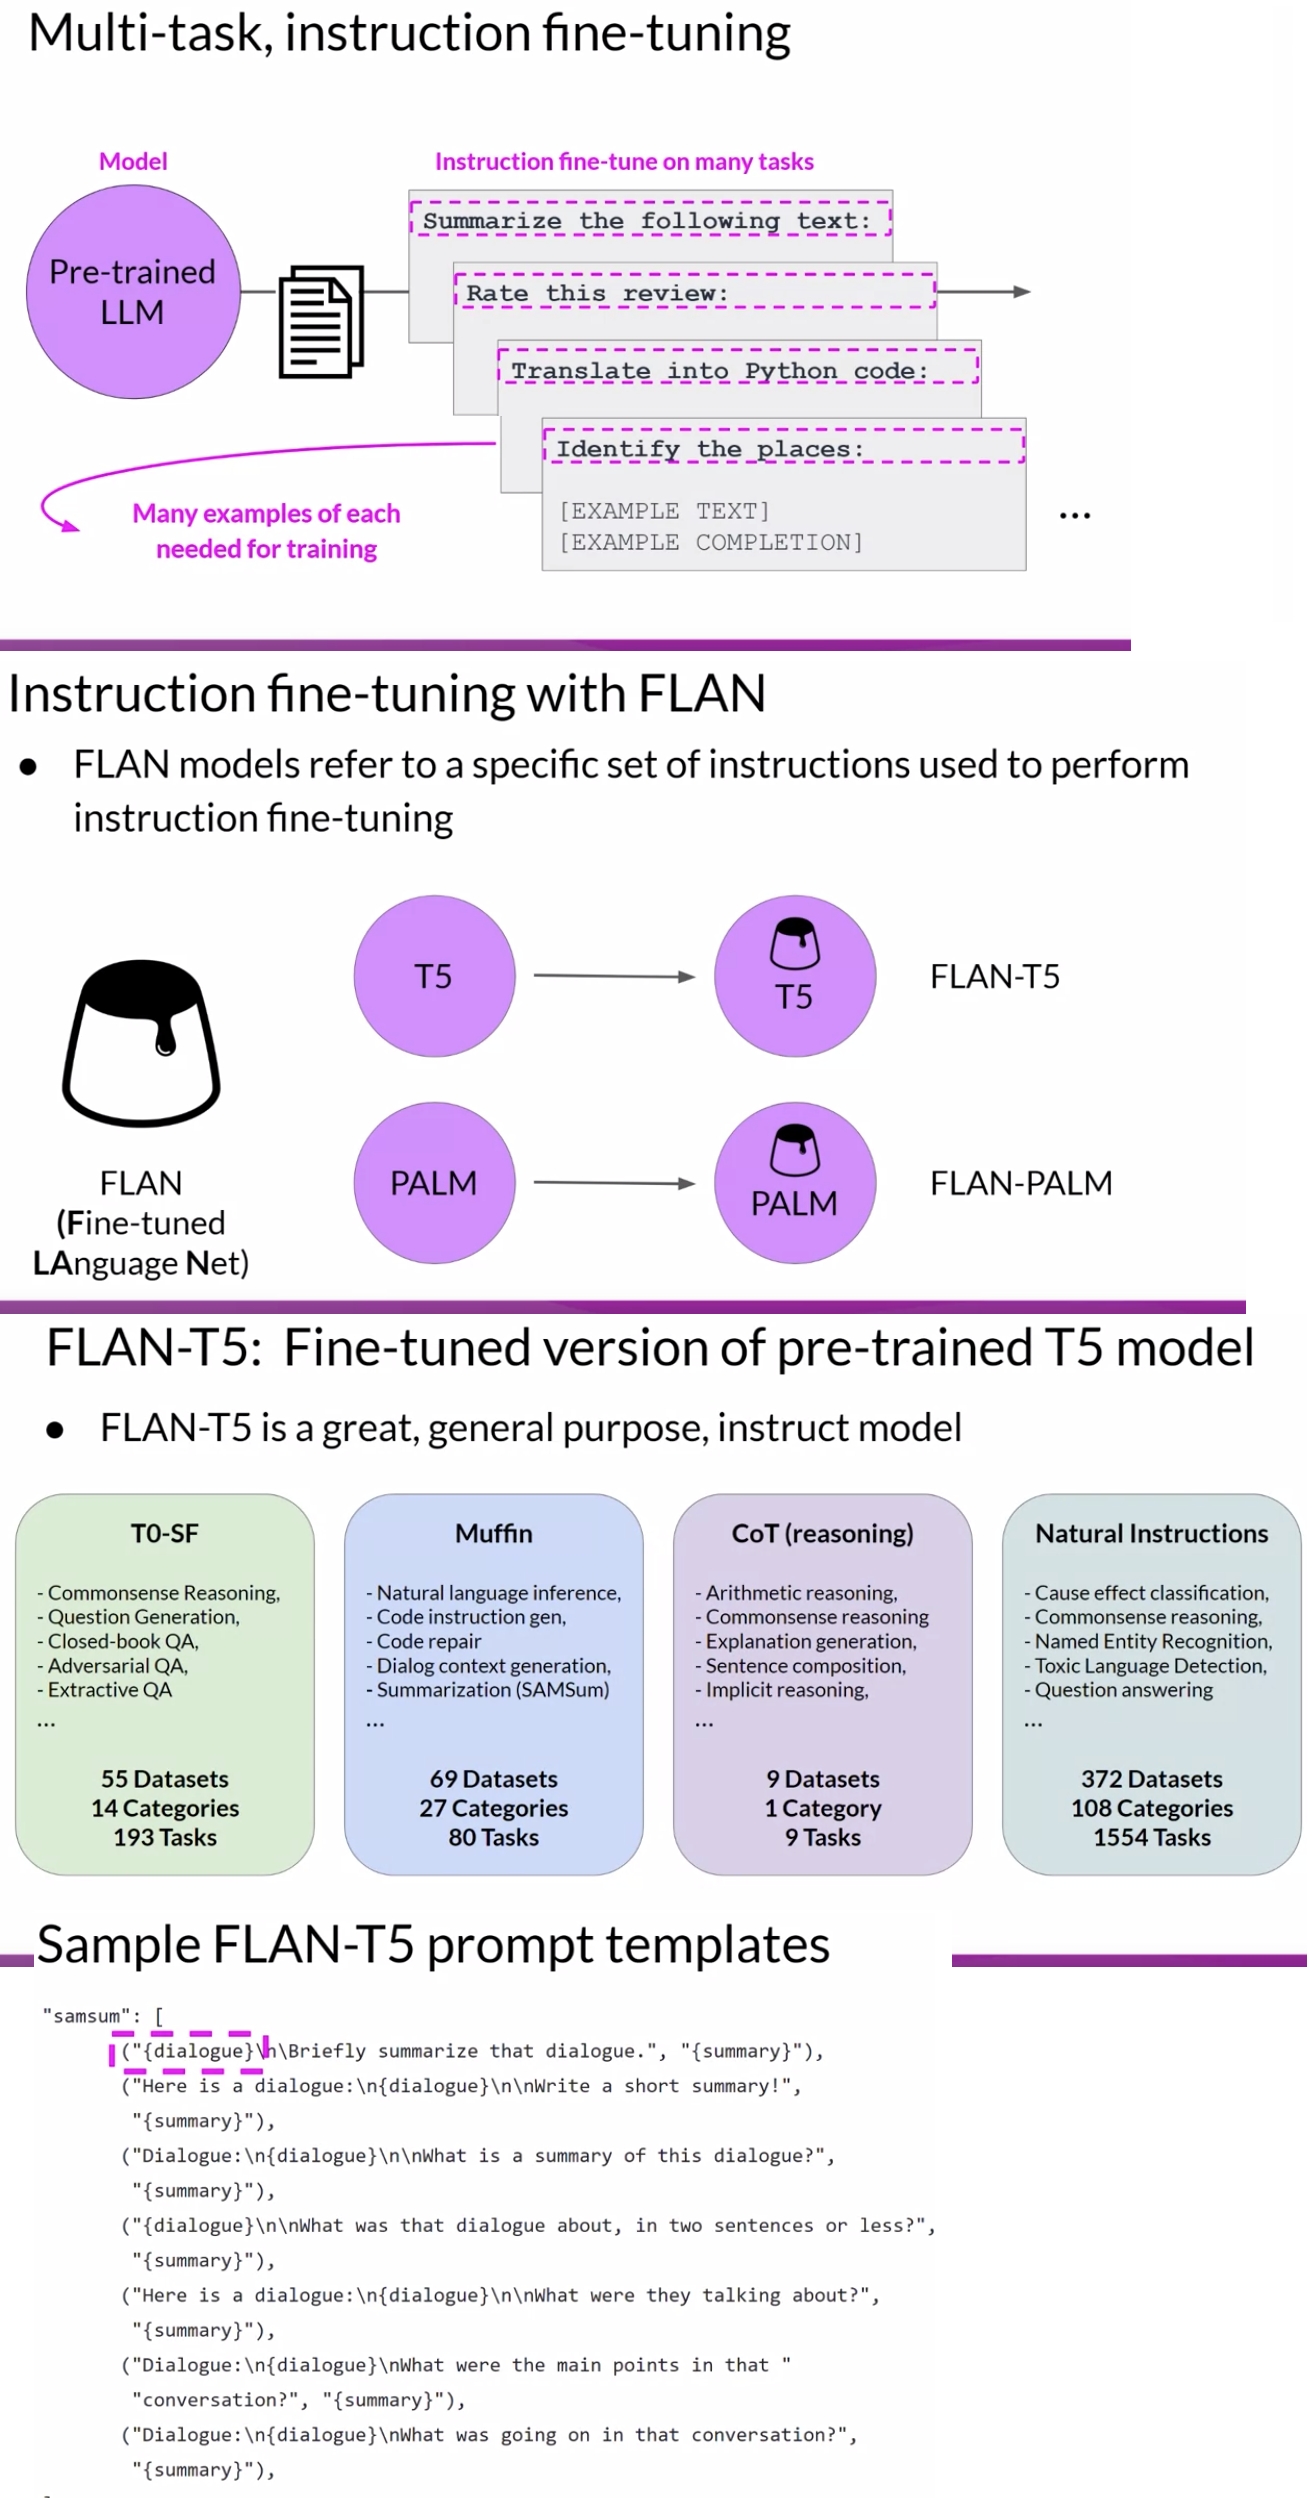 Multi-task, instruction fine-tuning
Model
Instruction fine-tune on many tasks
Pre-trained
LLM
Summarize the following text:
Rate this review:
Translate into Python code:
Identify the places:
[EXAMPLE TEXT]
[EXAMPLE COMPLETION]
...
Many examples of each
needed for training
Instruction fine-tuning with FLAN
● FLAN models refer to a specific set of instructions used to perform
instruction fine-tuning
T5
T5
FLAN-T5
PALM
PALM
FLAN-PALM
FLAN
(Fine-tuned
LAnguage Net)
FLAN-T5: Fine-tuned version of pre-trained T5 model
● FLAN-T5 is a great, general purpose, instruct model
T0-SF
- Commonsense Reasoning,
- Question Generation,
- Closed-book QA,
- Adversarial QA,
- Extractive QA
...
55 Datasets
14 Categories
193 Tasks
Muffin
- Natural language inference,
- Code instruction gen,
- Code repair
- Dialog context generation,
- Summarization (SAMSum)
...
69 Datasets
27 Categories
80 Tasks
CoT (reasoning)
- Arithmetic reasoning,
- Commonsense reasoning
- Explanation generation,
- Sentence composition,
- Implicit reasoning,
...
9 Datasets
1 Category
9 Tasks
Natural Instructions
- Cause effect classification,
- Commonsense reasoning,
- Named Entity Recognition,
- Toxic Language Detection,
- Question answering
...
372 Datasets
108 Categories
1554 Tasks
Sample FLAN-T5 prompt templates
"samsum": [
("{dialogue}\n\Briefly summarize that dialogue.", "{summary}"),
("Here is a dialogue:\n{dialogue}\n\nWrite a short summary!",
"{summary}"),
("Dialogue:\n{dialogue}\n\nWhat is a summary of this dialogue?",
"{summary}"),
("{dialogue}\n\nWhat was that dialogue about, in two sentences or less?",
"{summary}"),
("Here is a dialogue:\n{dialogue}\n\nWhat were they talking about?",
"{summary}"),
("Dialogue:\n{dialogue}\nWhat were the main points in that "
"conversation?", "{summary}"),
("Dialogue:\n{dialogue}\nWhat was going on in that conversation?",
"{summary}"),